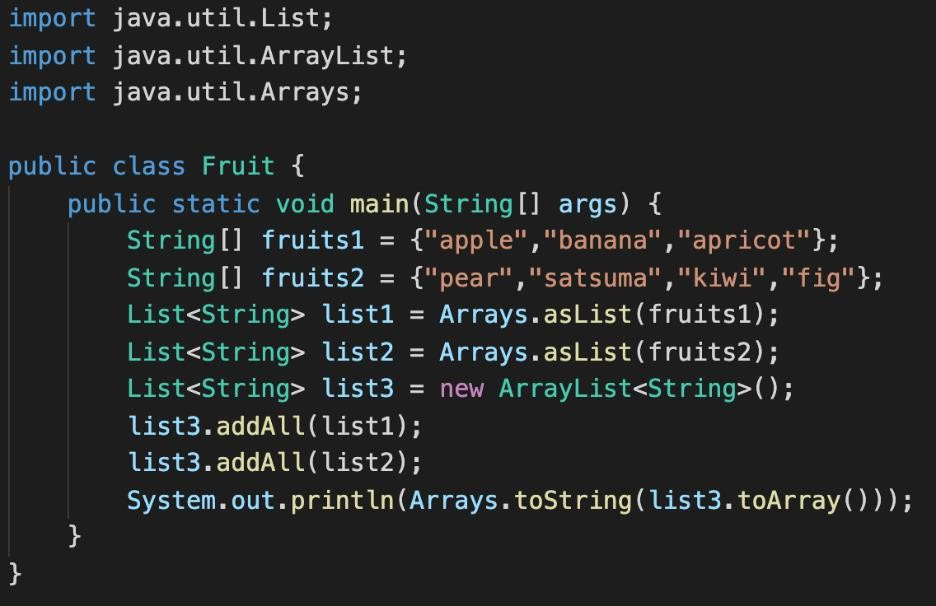 import java.util.List;
import java.util.ArrayList;
import java.util.Arrays;

public class Fruit {
    public static void main(String[] args) {
        String[] fruits1 = {"apple","banana","apricot"};
        String[] fruits2 = {"pear","satsuma","kiwi","fig"};
        List<String> list1 = Arrays.asList(fruits1);
        List<String> list2 = Arrays.asList(fruits2);
        List<String> list3 = new ArrayList<String>();
        list3.addAll(list1);
        list3.addAll(list2);
        System.out.println(Arrays.toString(list3.toArray()));
    }
}